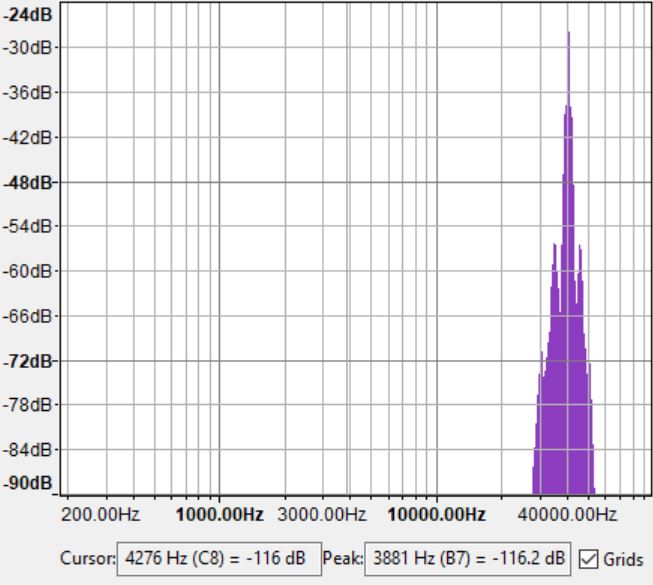 -24dB
-30dB
-36dB
-42dB
-48dB
-54dB
-60dB
-66dB
-72dB
-78dB
-84dB
-90dB
200.00Hz 1000.00Hz 3000.00Hz 10000.00Hz 40000.00Hz
Cursor: 4276 Hz (C8) = -116 dB Peak: 3881 Hz (B7) = -116.2 dB Grids